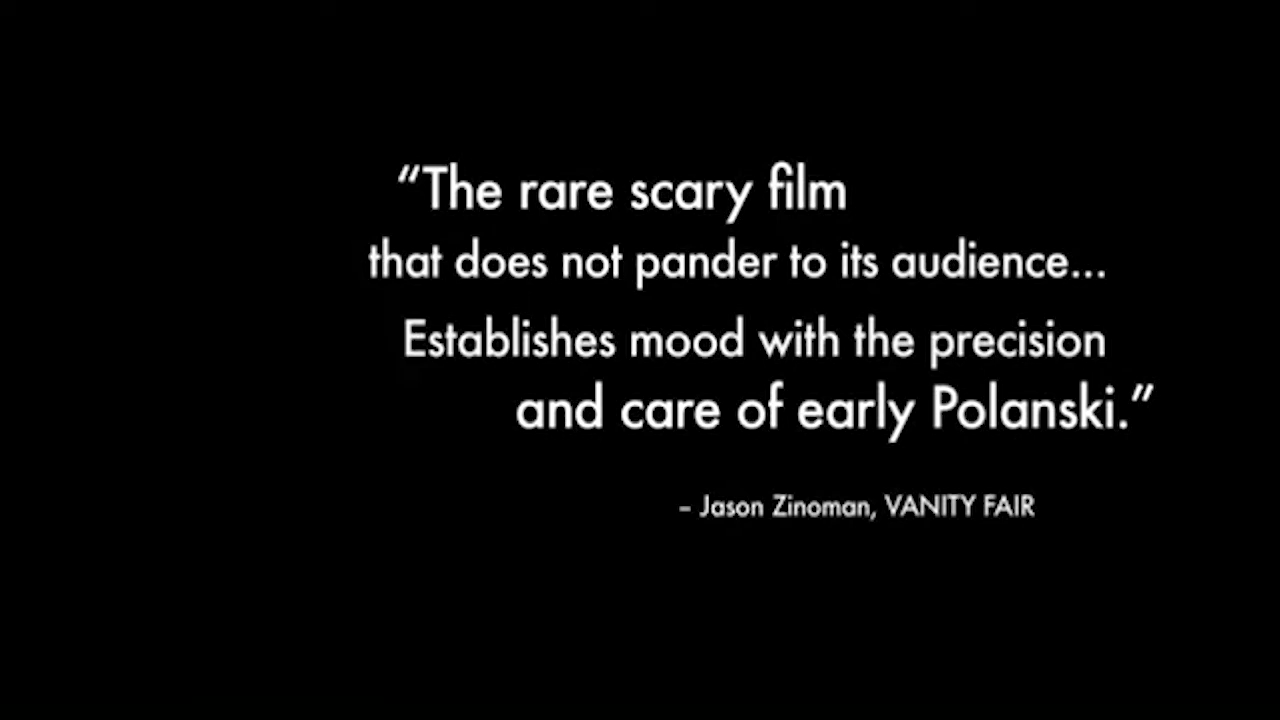 “The rare scary film
that does not pander to its audience...
Establishes mood with the precision
and care of early Polanski.”
– Jason Zinoman, VANITY FAIR